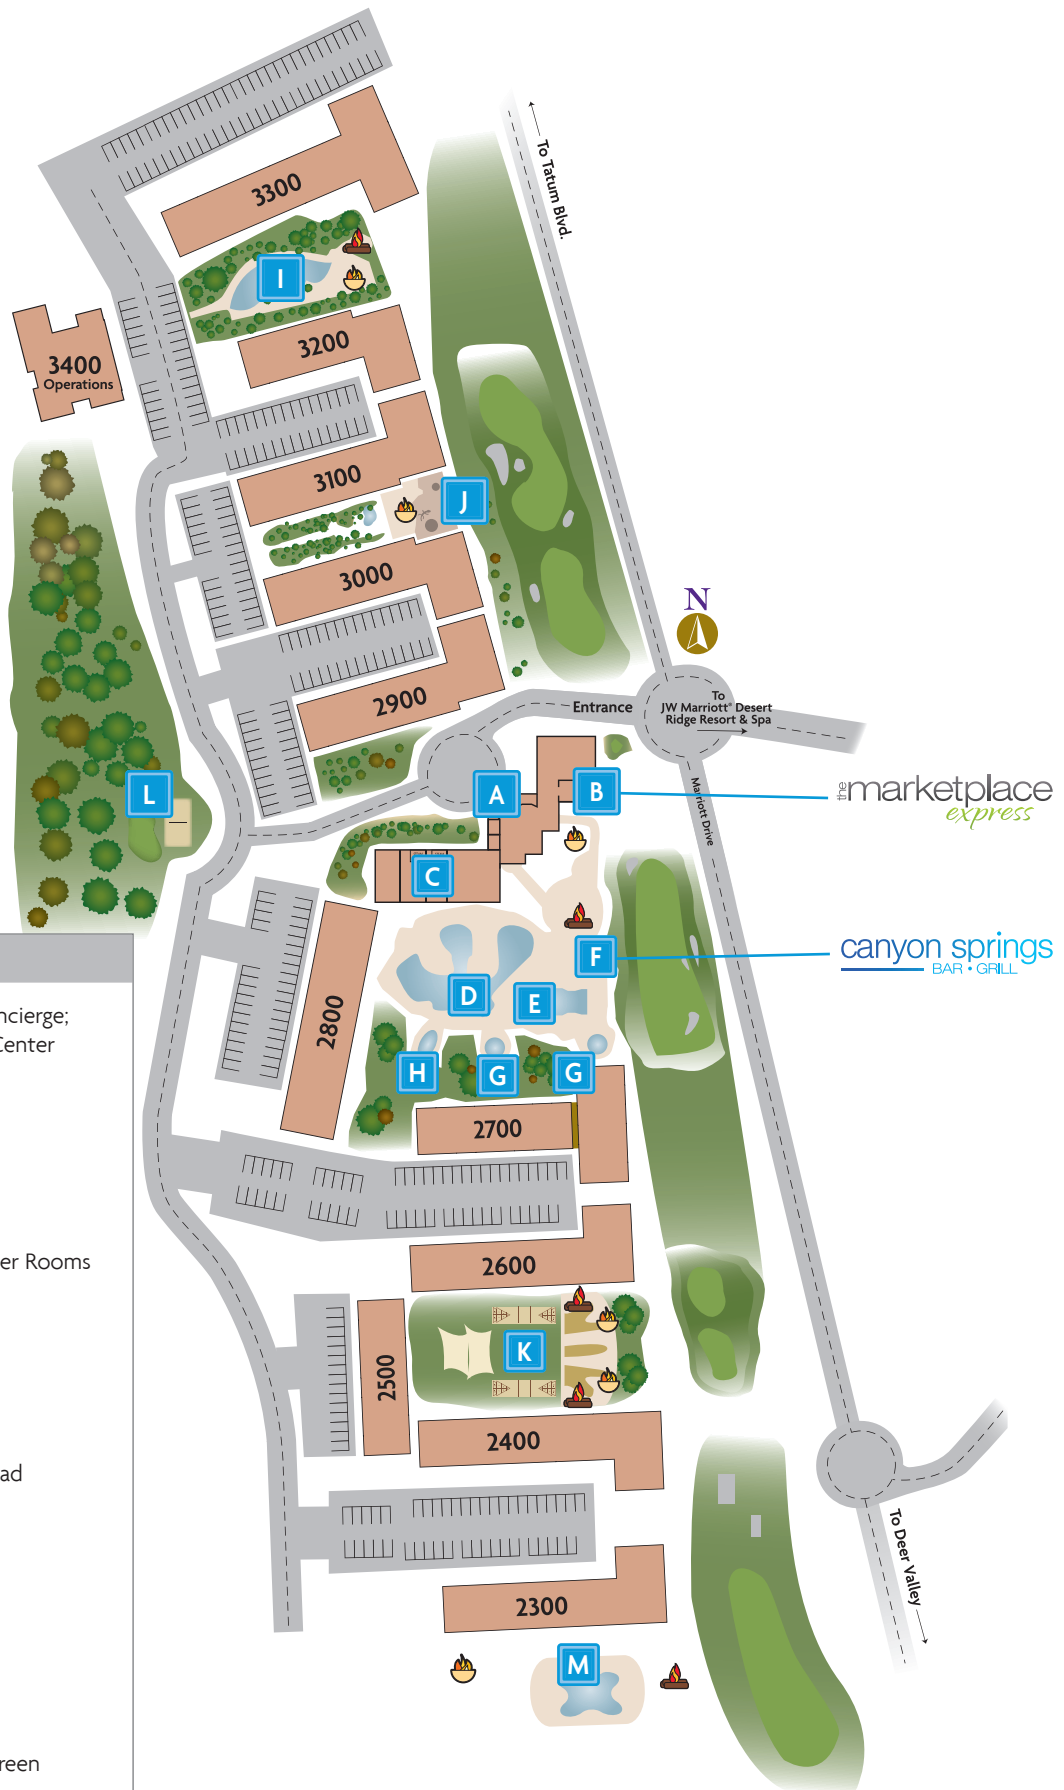 To Tatum Blvd.
3300
I
3200
3400
Operations
3100
J
3000
N
2900
Entrance
To
JW Marriott® Desert
Ridge Resort & Spa
Marriott Drive
L
A
B
the marketplace
express
C
canyon springs
BAR • GRILL
F
D
E
2800
ncierge;
Center
H
G
G
2700
er Rooms
2600
K
2500
2400
ad
To Deer Valley
2300
M
reen